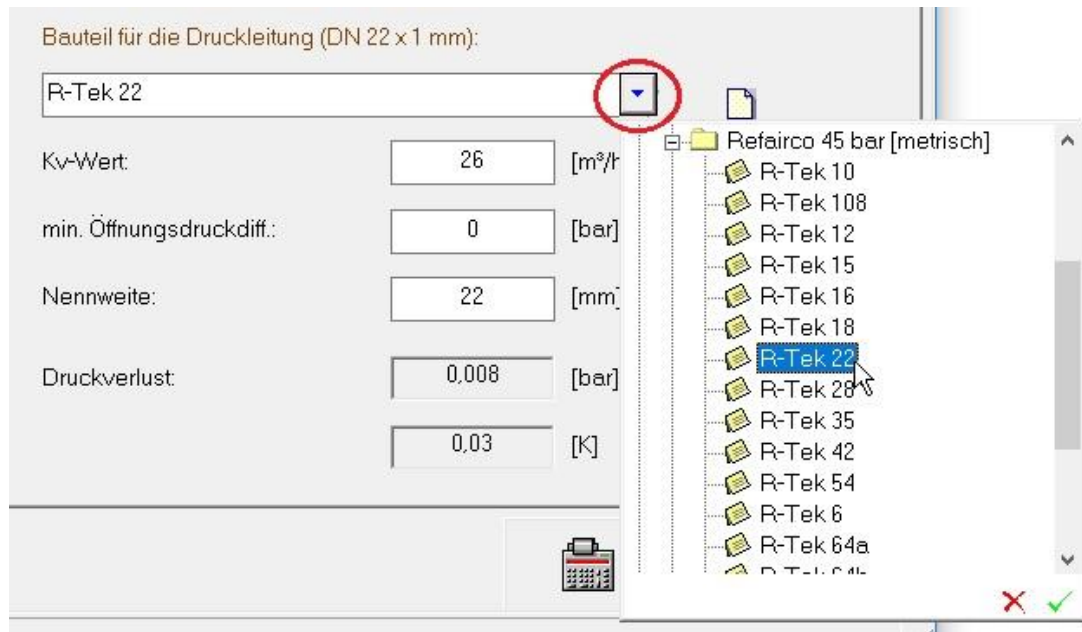 Bauteil für die Druckleitung (DN 22 x 1 mm):
R-Tek 22
Kv-Wert: 26 [m³/h
min. Öffnungsdruckdiff.: 0 [bar]
Nennweite: 22 [mm]
Druckverlust: 0,008 [bar]
0,03 [K]
Refairco 45 bar [metrisch]
R-Tek 10
R-Tek 108
R-Tek 12
R-Tek 15
R-Tek 16
R-Tek 18
R-Tek 22
R-Tek 28
R-Tek 35
R-Tek 42
R-Tek 54
R-Tek 6
R-Tek 64a